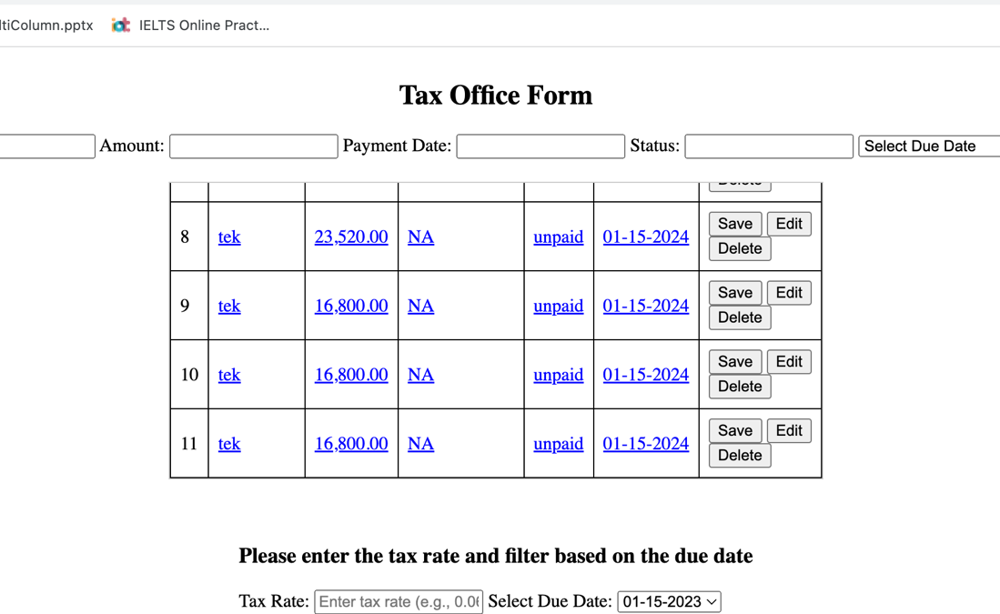 ltiColumn.pptx IELTS Online Pract...
Tax Office Form
Amount: Payment Date: Status: Select Due Date
Delete
8 tek 23,520.00 NA unpaid 01-15-2024 Save Edit
Delete
9 tek 16,800.00 NA unpaid 01-15-2024 Save Edit
Delete
10 tek 16,800.00 NA unpaid 01-15-2024 Save Edit
Delete
11 tek 16,800.00 NA unpaid 01-15-2024 Save Edit
Delete
Please enter the tax rate and filter based on the due date
Tax Rate: Enter tax rate (e.g., 0.06 Select Due Date: 01-15-2023